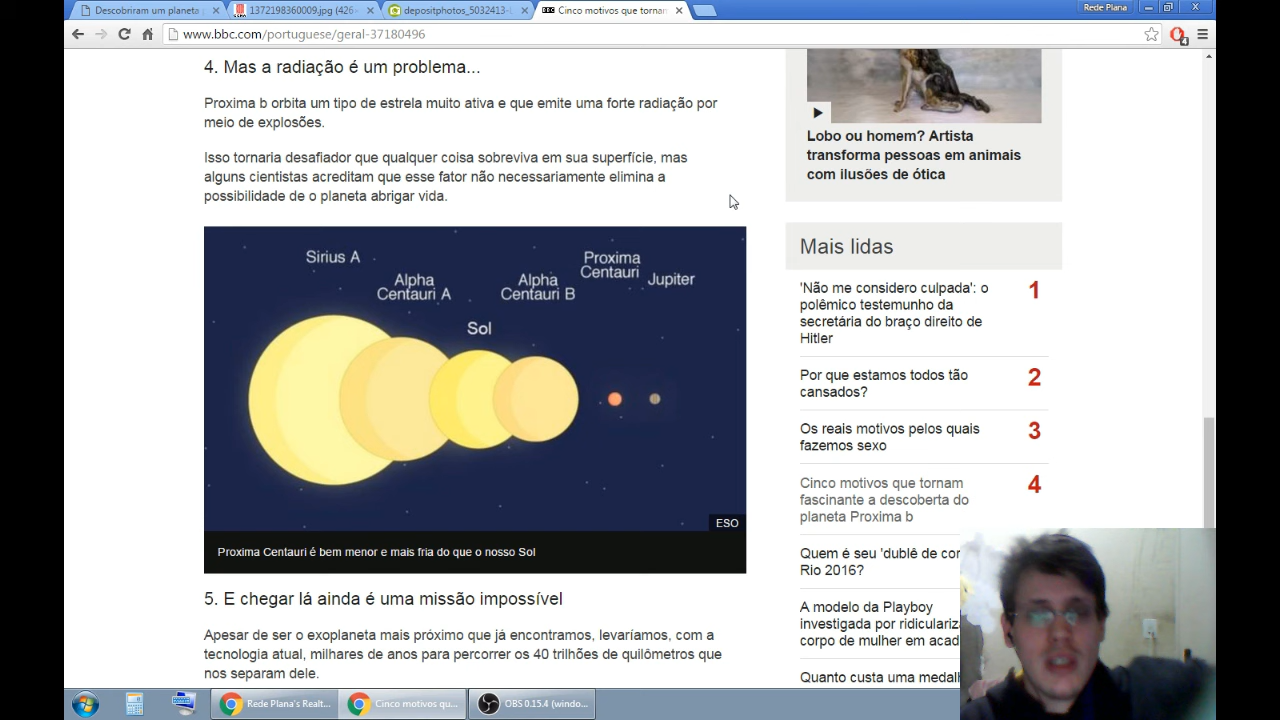 Descobriram um planeta
1372198360009.jpg (426
depositphotos_5032413-
Cinco motivos que tornam
Rede Plana
www.bbc.com/portuguese/geral-37180496
4
4. Mas a radiação é um problema...
Proxima b orbita um tipo de estrela muito ativa e que emite uma forte radiação por
meio de explosões.
Isso tornaria desafiador que qualquer coisa sobreviva em sua superfície, mas
alguns cientistas acreditam que esse fator não necessariamente elimina a
possibilidade de o planeta abrigar vida.
Sirius A
Alpha
Centauri A
Sol
Alpha
Centauri B
Proxima
Centauri
Jupiter
ESO
Proxima Centauri é bem menor e mais fria do que o nosso Sol
5. E chegar lá ainda é uma missão impossível
Apesar de ser o exoplaneta mais próximo que já encontramos, levaríamos, com a
tecnologia atual, milhares de anos para percorrer os 40 trilhões de quilômetros que
nos separam dele.
Lobo ou homem? Artista
transforma pessoas em animais
com ilusões de ótica
Mais lidas
'Não me considero culpada': o
polêmico testemunho da
secretária do braço direito de
Hitler
1
Por que estamos todos tão
cansados?
2
Os reais motivos pelos quais
fazemos sexo
3
Cinco motivos que tornam
fascinante a descoberta do
planeta Proxima b
4
Quem é seu 'dublê de
Rio 2016?
A modelo da Playboy
investigada por
corpo de mulher em
Quanto custa uma
Rede Plana's Realt...
Cinco motivos qu...
OBS 0.15.4 (windo...